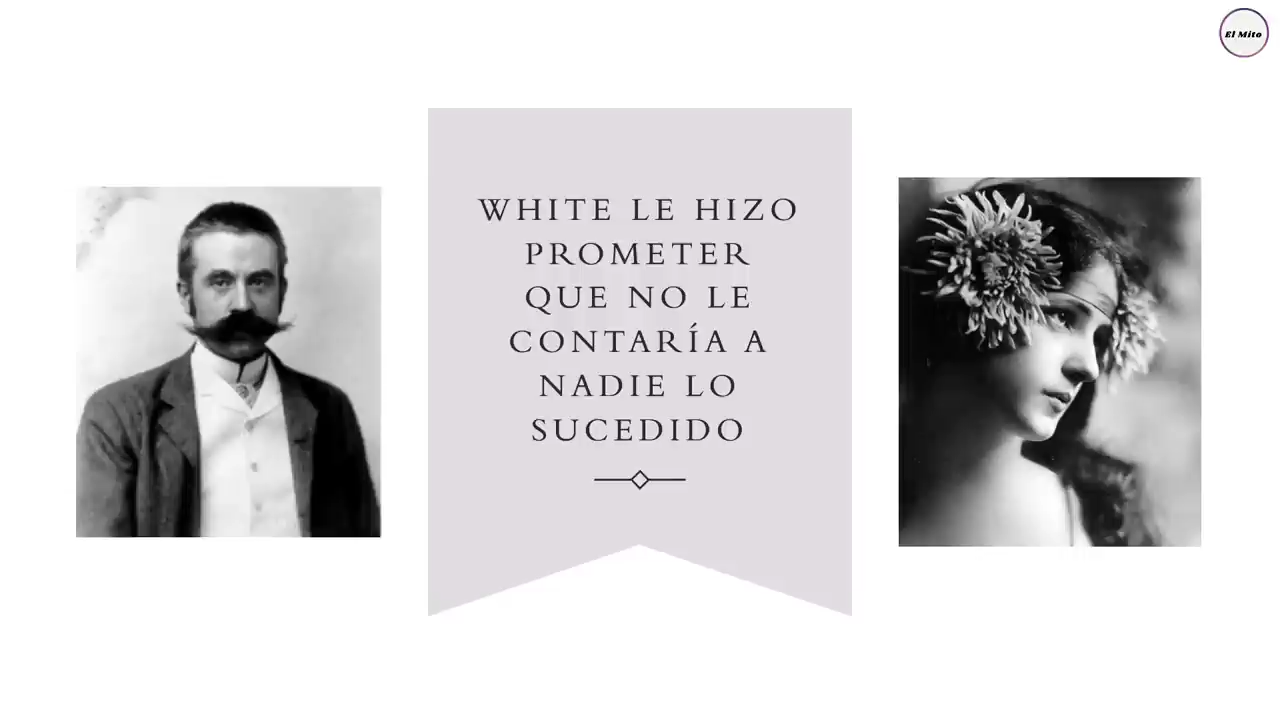 El Mito
WHITE LE HIZO
PROMETER
QUE NO LE
CONTARÍA A
NADIE LO
SUCEDIDO